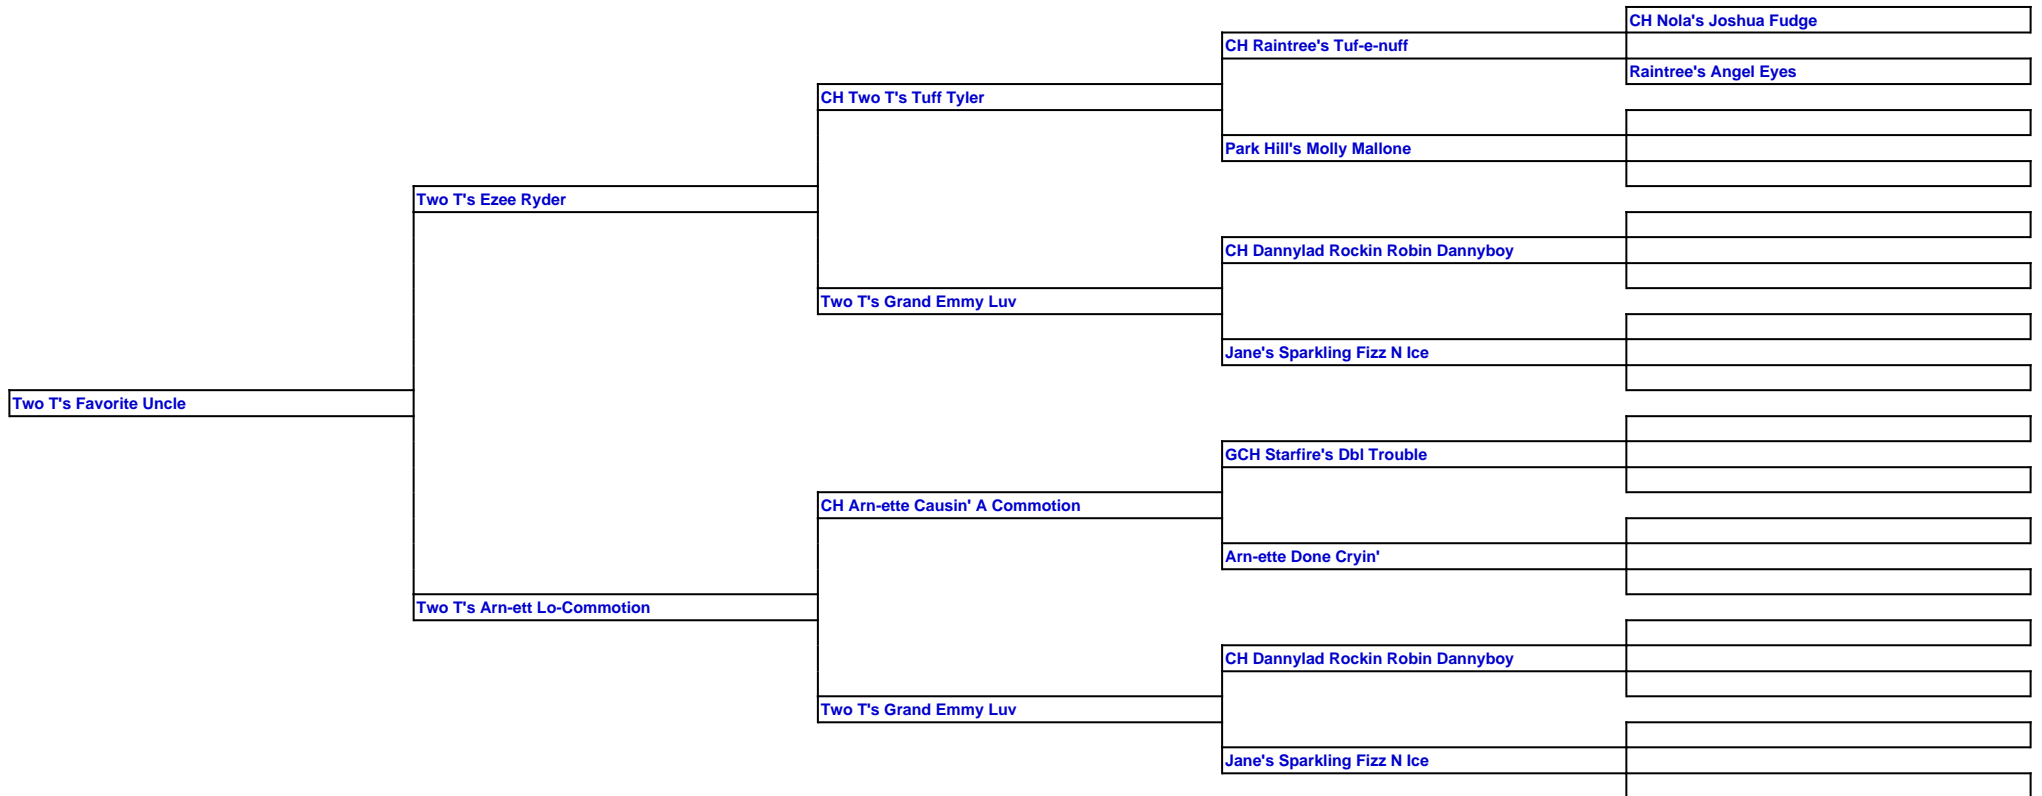 CH Nola's Joshua Fudge
CH Raintree's Tuf-e-nuff
Raintree's Angel Eyes
CH Two T's Tuff Tyler
Park Hill's Molly Mallone
Two T's Ezee Ryder
CH Dannylad Rockin Robin Dannyboy
Two T's Grand Emmy Luv
Jane's Sparkling Fizz N Ice
Two T's Favorite Uncle
GCH Starfire's Dbl Trouble
CH Arn-ette Causin' A Commotion
Arn-ette Done Cryin'
Two T's Arn-ett Lo-Commotion
CH Dannylad Rockin Robin Dannyboy
Two T's Grand Emmy Luv
Jane's Sparkling Fizz N Ice